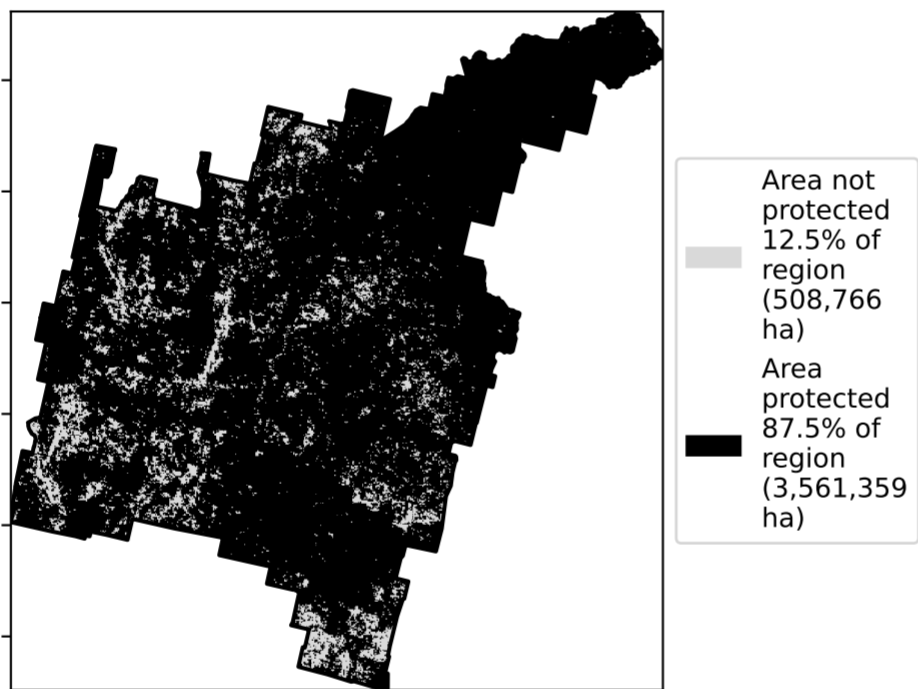 Area not
protected
12.5% of
region
(508,766
ha)
Area
protected
87.5% of
region
(3,561,359
ha)